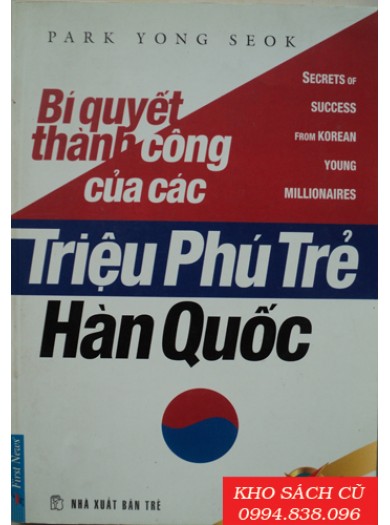 PARK YONG SEOK
SECRETS OF
SUCCESS
FROM KOREAN
YOUNG
MILLIONAIRES
Bí quyết
thành công
của các
Triệu Phú Trẻ
Hàn Quốc
First News
NHÀ XUẤT BẢN TRẺ
KHO SÁCH CŨ
0994.838.096